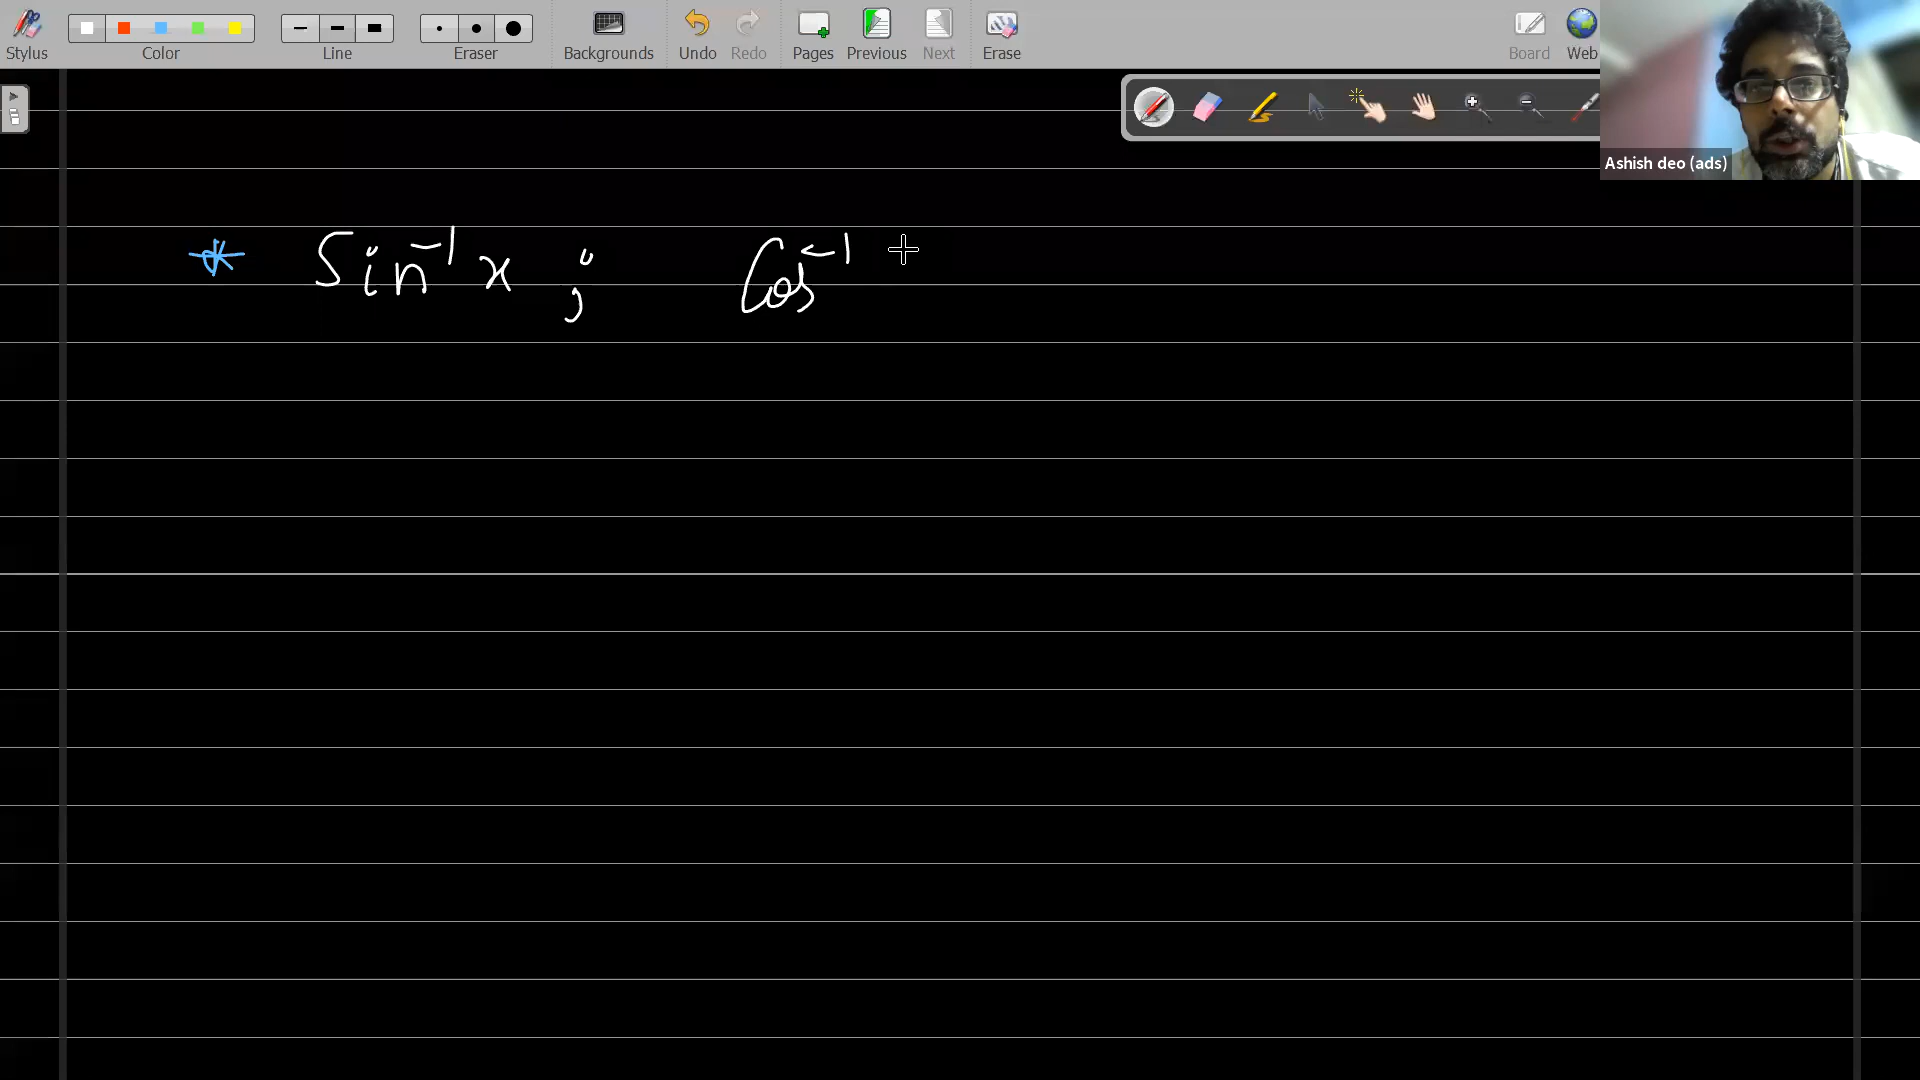 Stylus Color Line Eraser Backgrounds Undo Redo Pages Previous Next Erase Board Web
Ashish deo (ads)
* Sin⁻¹ x ; Cos⁻¹